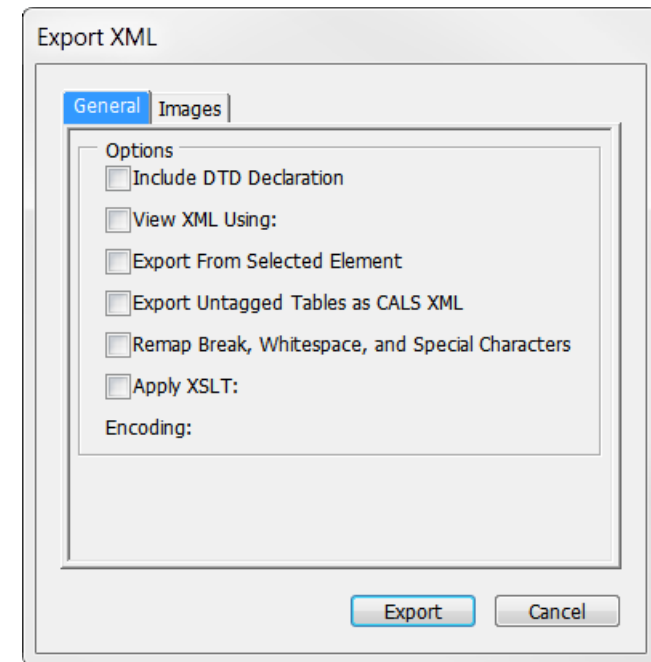 Export XML
General Images
Options
Include DTD Declaration
View XML Using:
Export From Selected Element
Export Untagged Tables as CALS XML
Remap Break, Whitespace, and Special Characters
Apply XSLT:
Encoding:
Export Cancel